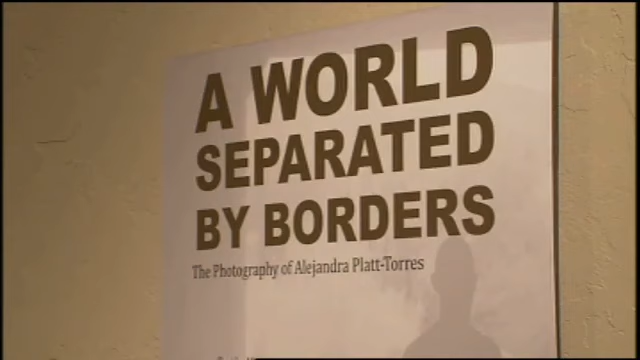 A WORLD
SEPARATED
BY BORDERS
The Photography of Alejandra Platt-Torres